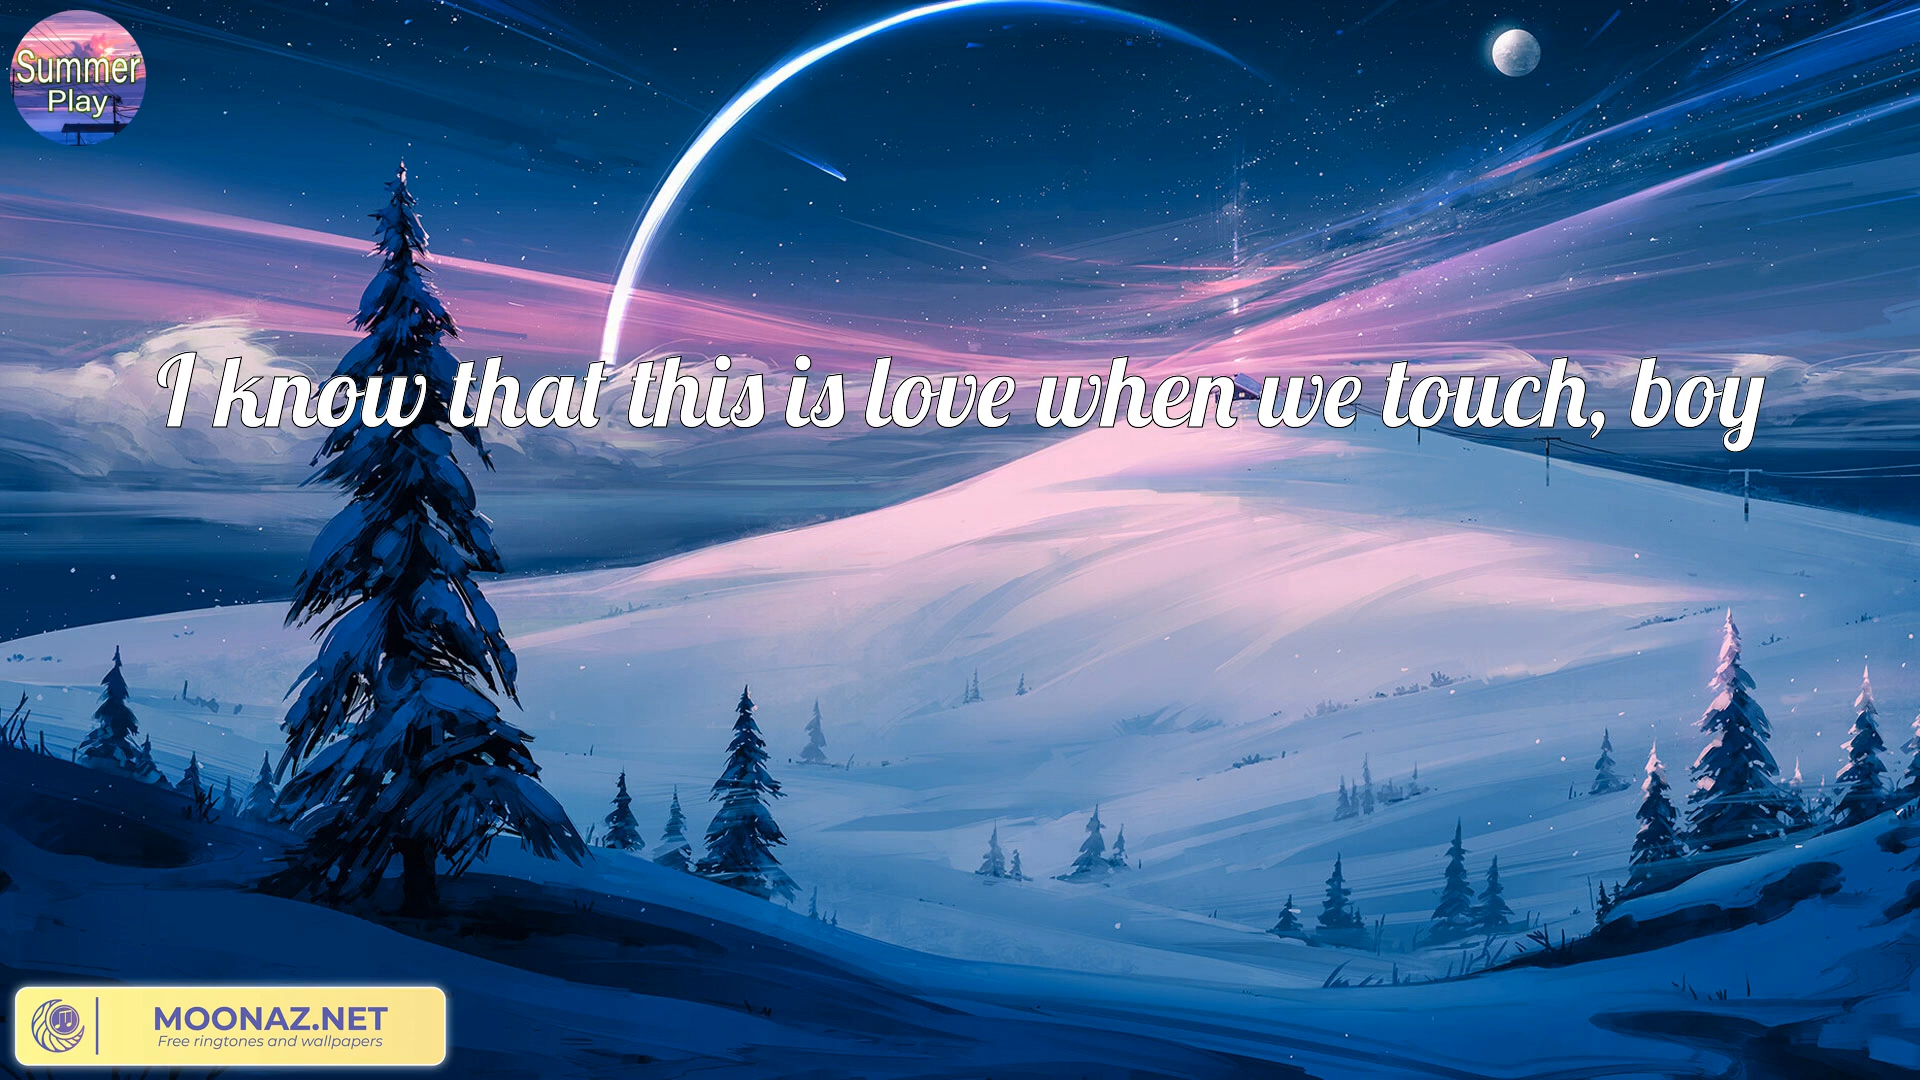 Summer
Play
I know that this is love when we touch, boy
MOONAZ.NET
Free ringtones and wallpapers